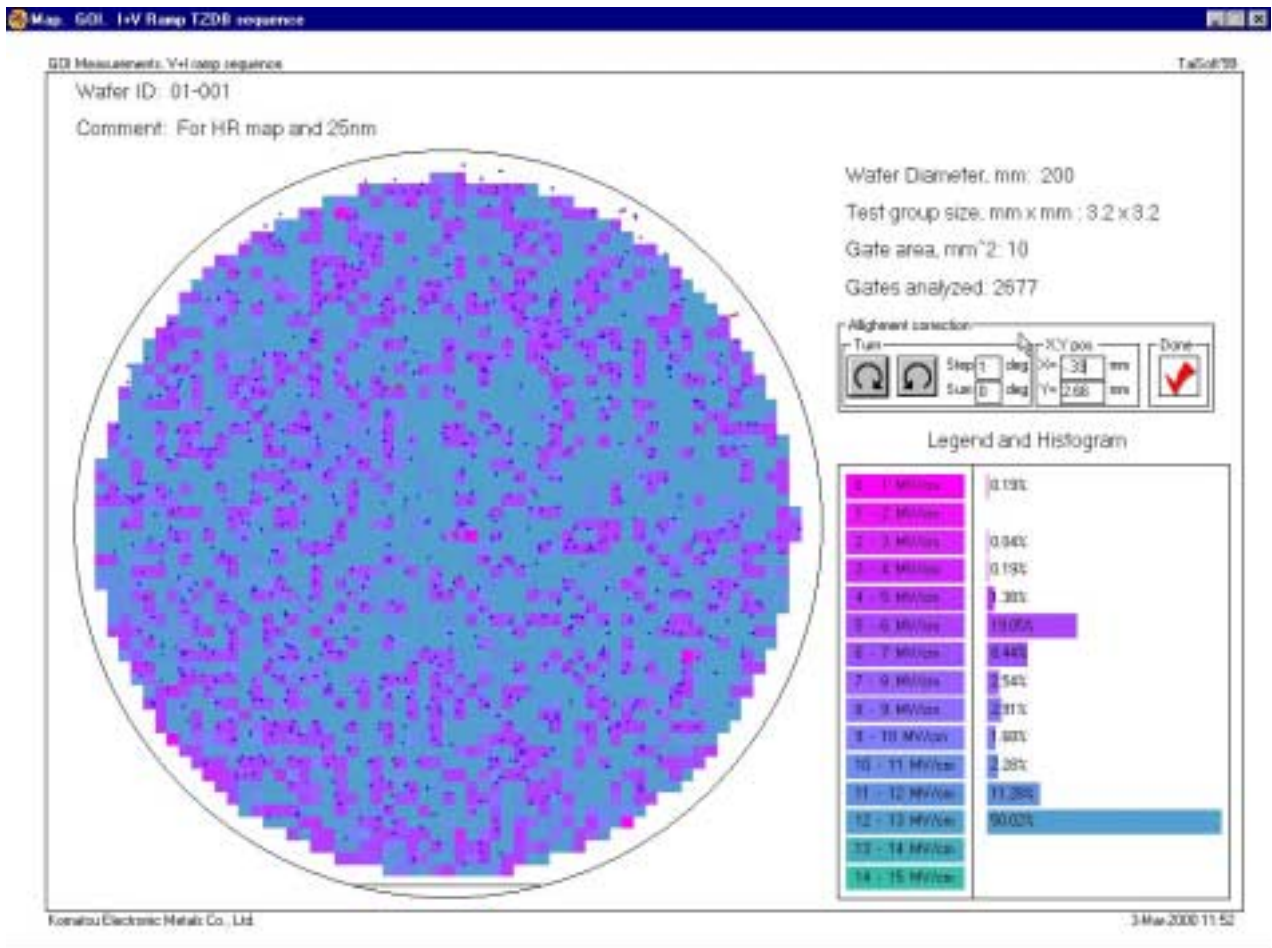 Map. GOI. I+V Ramp TZDB sequence
GOI Measurements. V+I ramp sequence
TaiSoft'99
Wafer ID: 01-001
Comment: For HR map and 25nm
Wafer Diameter, mm: 200
Test group size, mm x mm ; 3.2 x 3.2
Gate area, mm^2: 10
Gates analyzed: 2677
Allighment correction
Turn
Step 1 deg
Sum 0 deg
X,Y pos.
X= .33 mm
Y= 2.68 mm
Done
Legend and Histogram
0 - 1 MV/cm 0.19%
1 - 2 MV/cm
2 - 3 MV/cm 0.04%
3 - 4 MV/cm 0.19%
4 - 5 MV/cm 1.38%
5 - 6 MV/cm 19.05%
6 - 7 MV/cm 8.44%
7 - 8 MV/cm 2.54%
8 - 9 MV/cm 2.91%
9 - 10 MV/cm 1.68%
10 - 11 MV/cm 2.28%
11 - 12 MV/cm 11.28%
12 - 13 MV/cm 50.02%
13 - 14 MV/cm
14 - 15 MV/cm
Komatsu Electronic Metals Co., Ltd.
3-Mar-2000 11:52